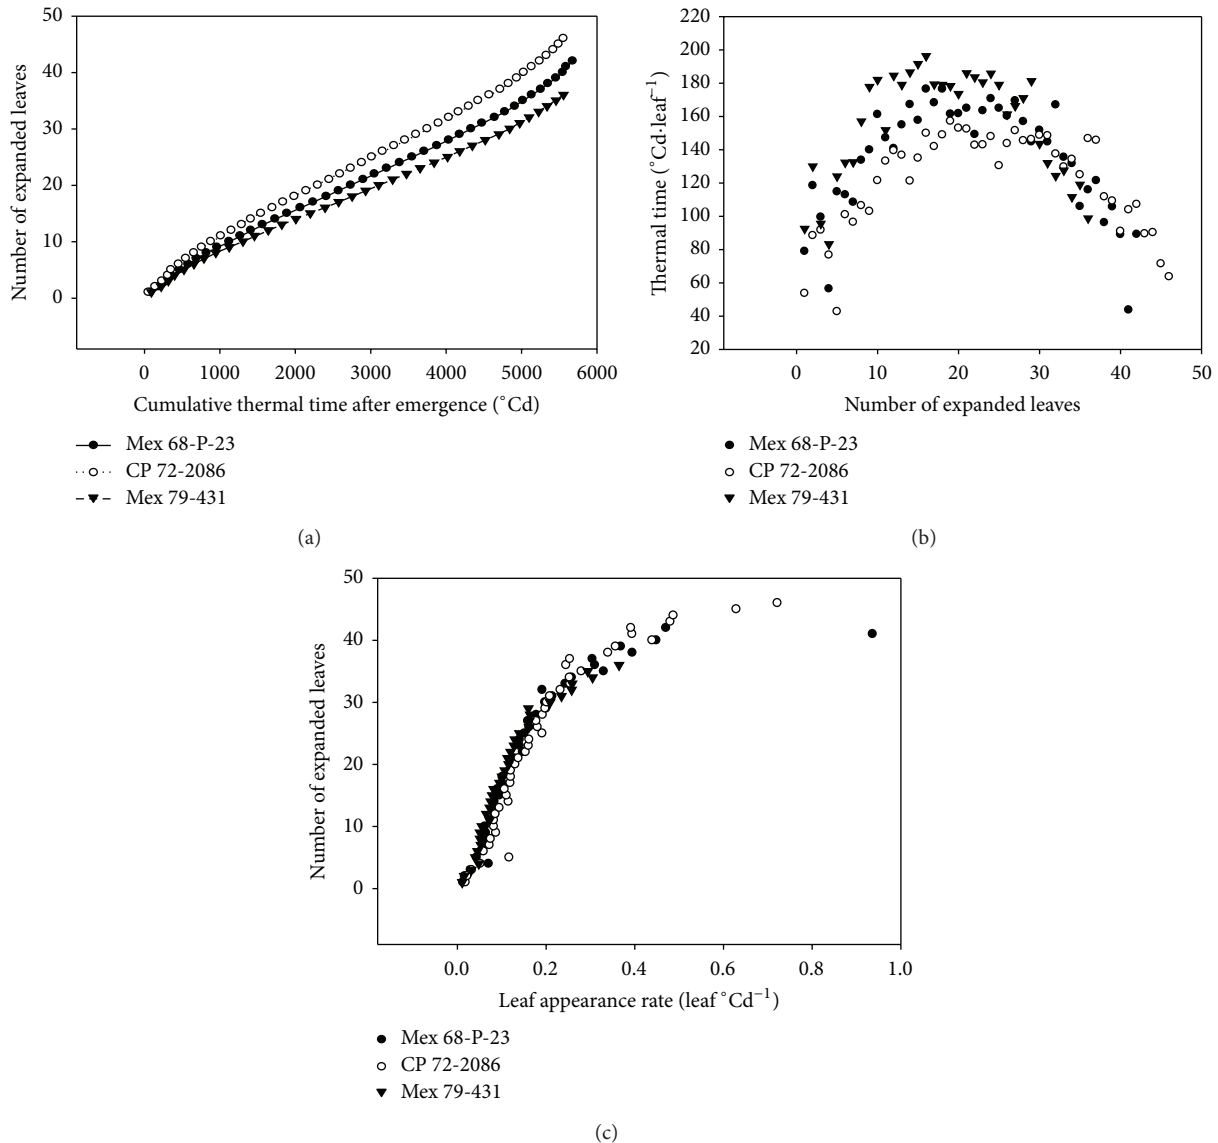 50
40
30
20
10
0
Number of expanded leaves
0 1000 2000 3000 4000 5000 6000
Cumulative thermal time after emergence (°Cd)
Mex 68-P-23
CP 72-2086
Mex 79-431
(a)
220
200
180
160
140
120
100
80
60
40
20
Thermal time (°Cd·leaf⁻¹)
0 10 20 30 40 50
Number of expanded leaves
Mex 68-P-23
CP 72-2086
Mex 79-431
(b)
50
40
30
20
10
0
Number of expanded leaves
0.0 0.2 0.4 0.6 0.8 1.0
Leaf appearance rate (leaf °Cd⁻¹)
Mex 68-P-23
CP 72-2086
Mex 79-431
(c)